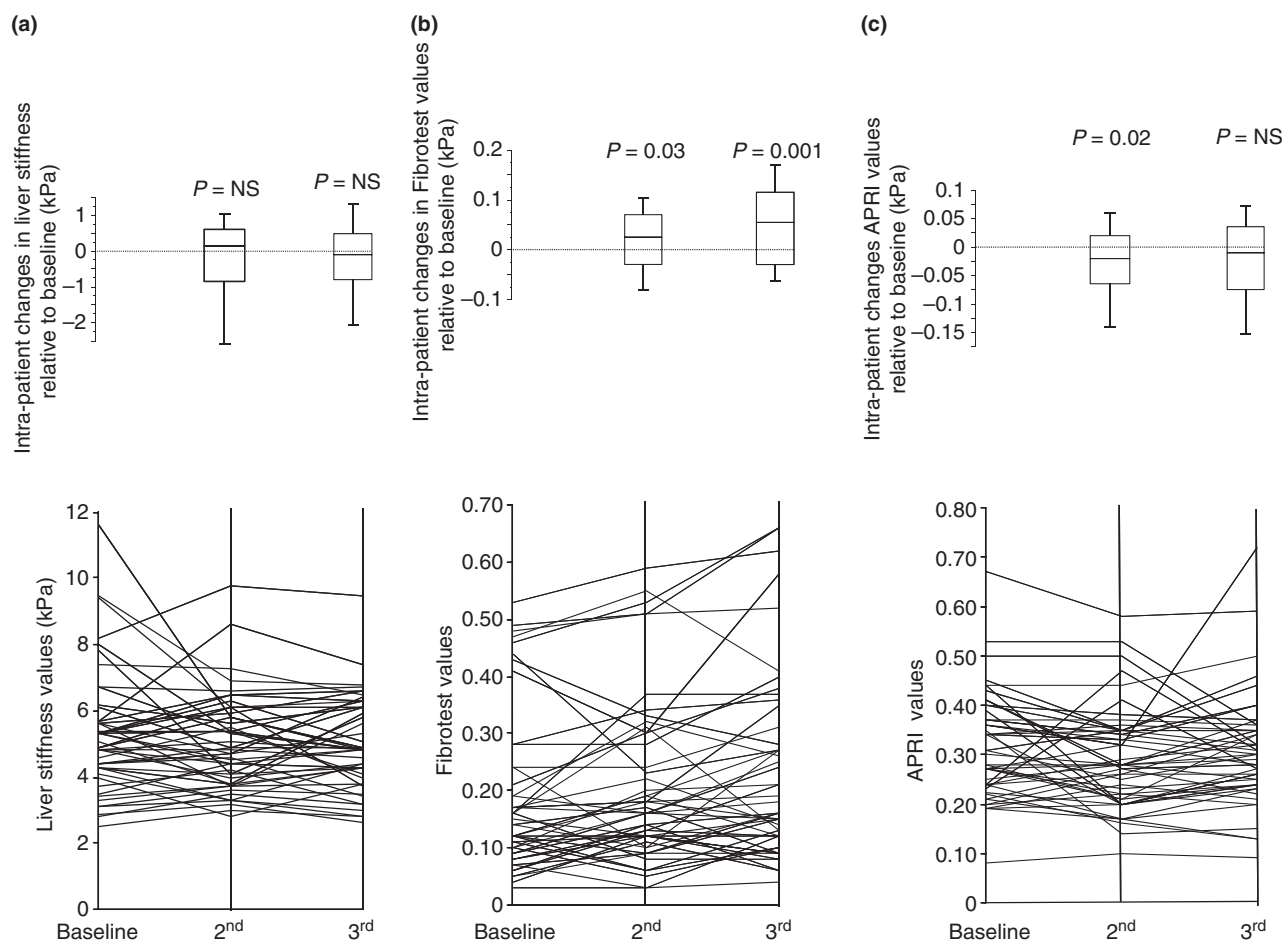 (a)
Intra-patient changes in liver stiffness
relative to baseline (kPa)
1
0
–1
–2
P = NS
P = NS
(b)
Intra-patient changes in Fibrotest values
relative to baseline (kPa)
0.2
0.1
0
–0.1
P = 0.03
P = 0.001
(c)
Intra-patient changes APRI values
relative to baseline (kPa)
0.1
0.05
0
–0.05
–0.1
–0.15
P = 0.02
P = NS
Liver stiffness values (kPa)
12
10
8
6
4
2
0
Baseline 2nd 3rd
Fibrotest values
0.70
0.60
0.50
0.40
0.30
0.20
0.10
0
Baseline 2nd 3rd
APRI values
0.80
0.70
0.60
0.50
0.40
0.30
0.20
0.10
0
Baseline 2nd 3rd